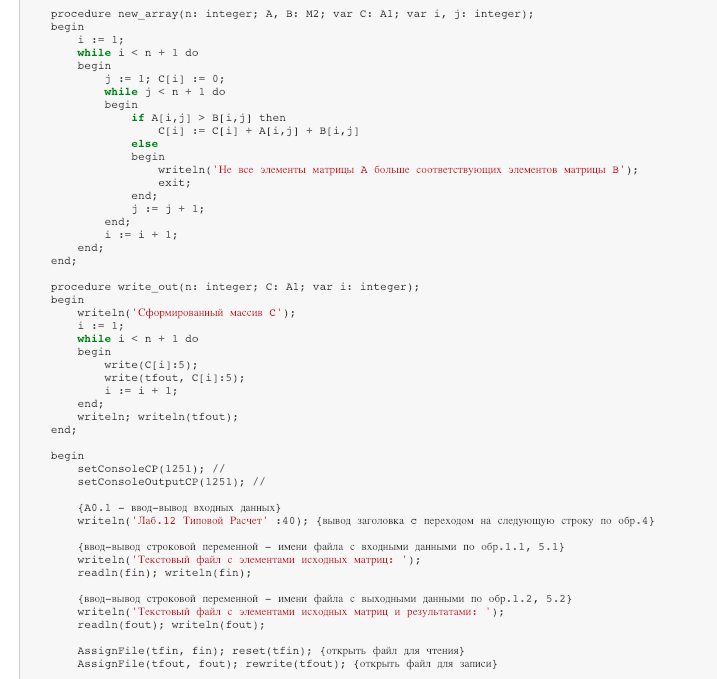 procedure new_array(n: integer; A, B: M2; var C: A1; var i, j: integer);
begin
    i := 1;
    while i < n + 1 do
    begin
        j := 1; C[i] := 0;
        while j < n + 1 do
        begin
            if A[i,j] > B[i,j] then
                C[i] := C[i] + A[i,j] + B[i,j]
            else
            begin
                writeln('Не все элементы матрицы A больше соответствующих элементов матрицы B');
                exit;
            end;
            j := j + 1;
        end;
        i := i + 1;
    end;
end;

procedure write_out(n: integer; C: A1; var i: integer);
begin
    writeln('Сформированный массив C');
    i := 1;
    while i < n + 1 do
    begin
        write(C[i]:5);
        write(tfout, C[i]:5);
        i := i + 1;
    end;
    writeln; writeln(tfout);
end;

begin
    setConsoleCP(1251); //
    setConsoleOutputCP(1251); //

    {A0.1 – ввод–вывод входных данных}
    writeln('Лаб.12 Типовой Расчет' :40); {вывод заголовка с переходом на следующую строку по обр.4}

    {ввод–вывод строковой переменной – имени файла с входными данными по обр.1.1, 5.1}
    writeln('Текстовый файл с элементами исходных матриц: ');
    readln(fin); writeln(fin);

    {ввод–вывод строковой переменной – имени файла с выходными данными по обр.1.2, 5.2}
    writeln('Текстовый файл с элементами исходных матриц и результатами: ');
    readln(fout); writeln(fout);

    AssignFile(tfin, fin); reset(tfin); {открыть файл для чтения}
    AssignFile(tfout, fout); rewrite(tfout); {открыть файл для записи}